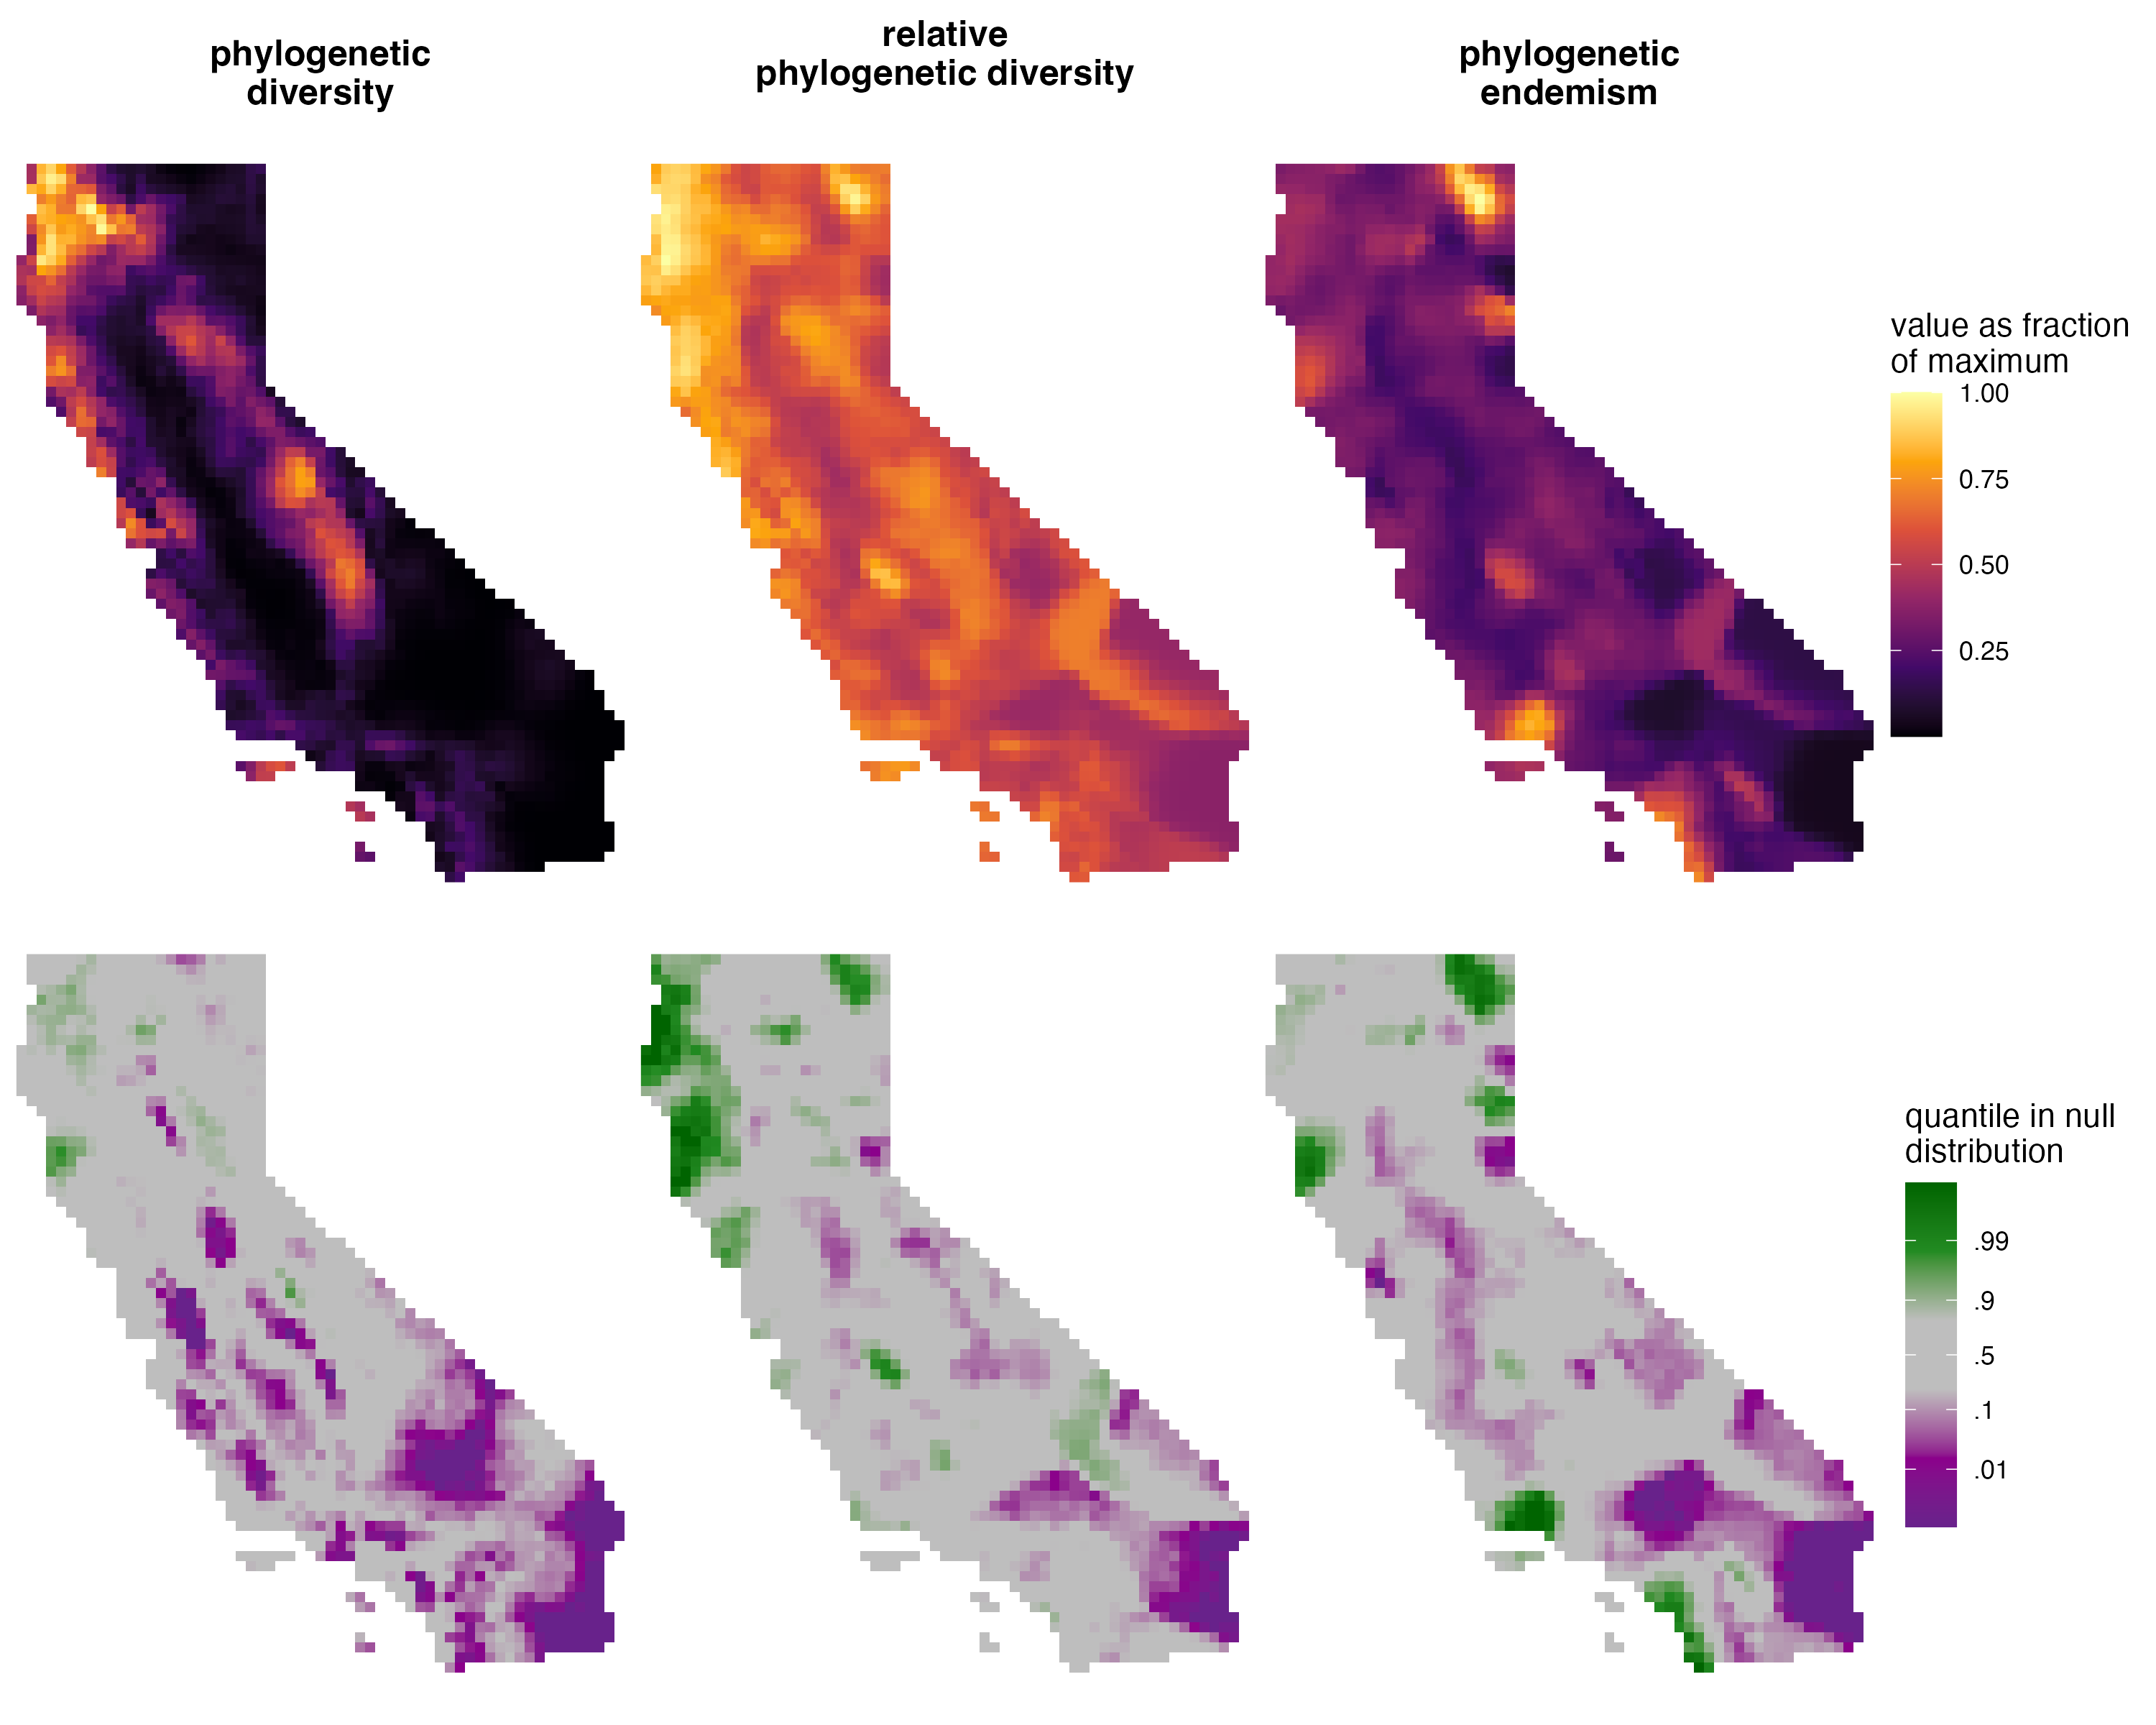 phylogenetic
diversity
relative
phylogenetic diversity
phylogenetic
endemism
value as fraction
of maximum
1.00
0.75
0.50
0.25
quantile in null
distribution
.99
.9
.5
.1
.01